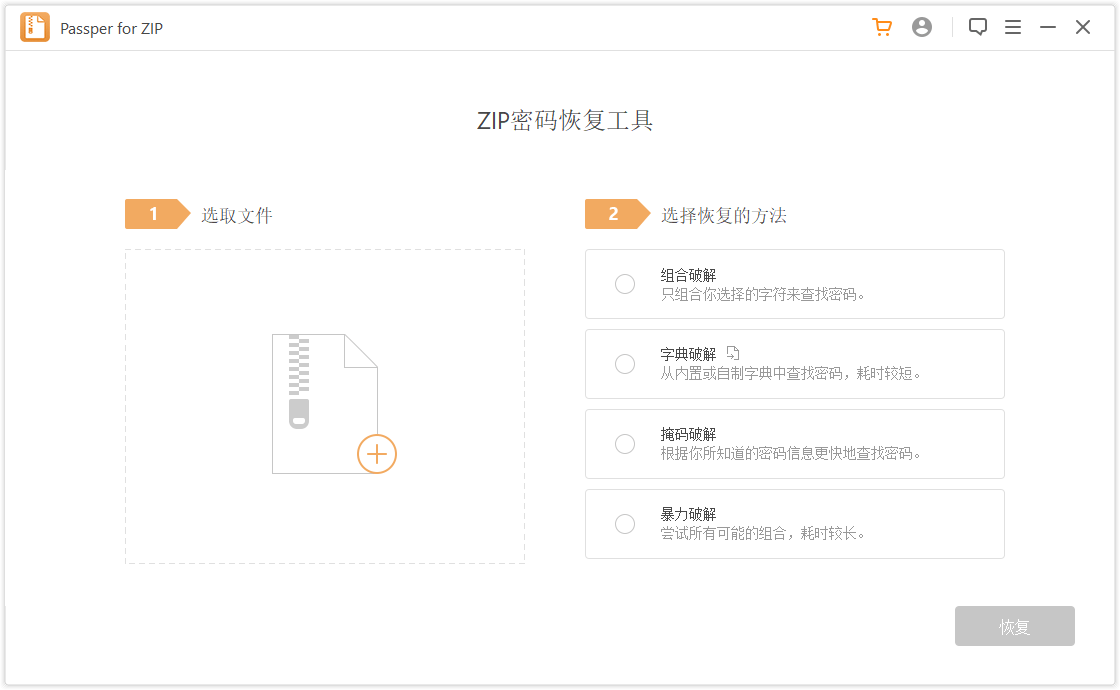 Passper for ZIP
ZIP密码恢复工具
1 选取文件
2 选择恢复的方法
组合破解
只组合你选择的字符来查找密码。
字典破解
从内置或自制字典中查找密码，耗时较短。
掩码破解
根据你所知道的密码信息更快地查找密码。
暴力破解
尝试所有可能的组合，耗时较长。
恢复